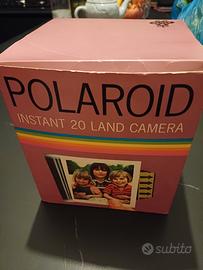 POLAROID
INSTANT 20 LAND CAMERA
subito